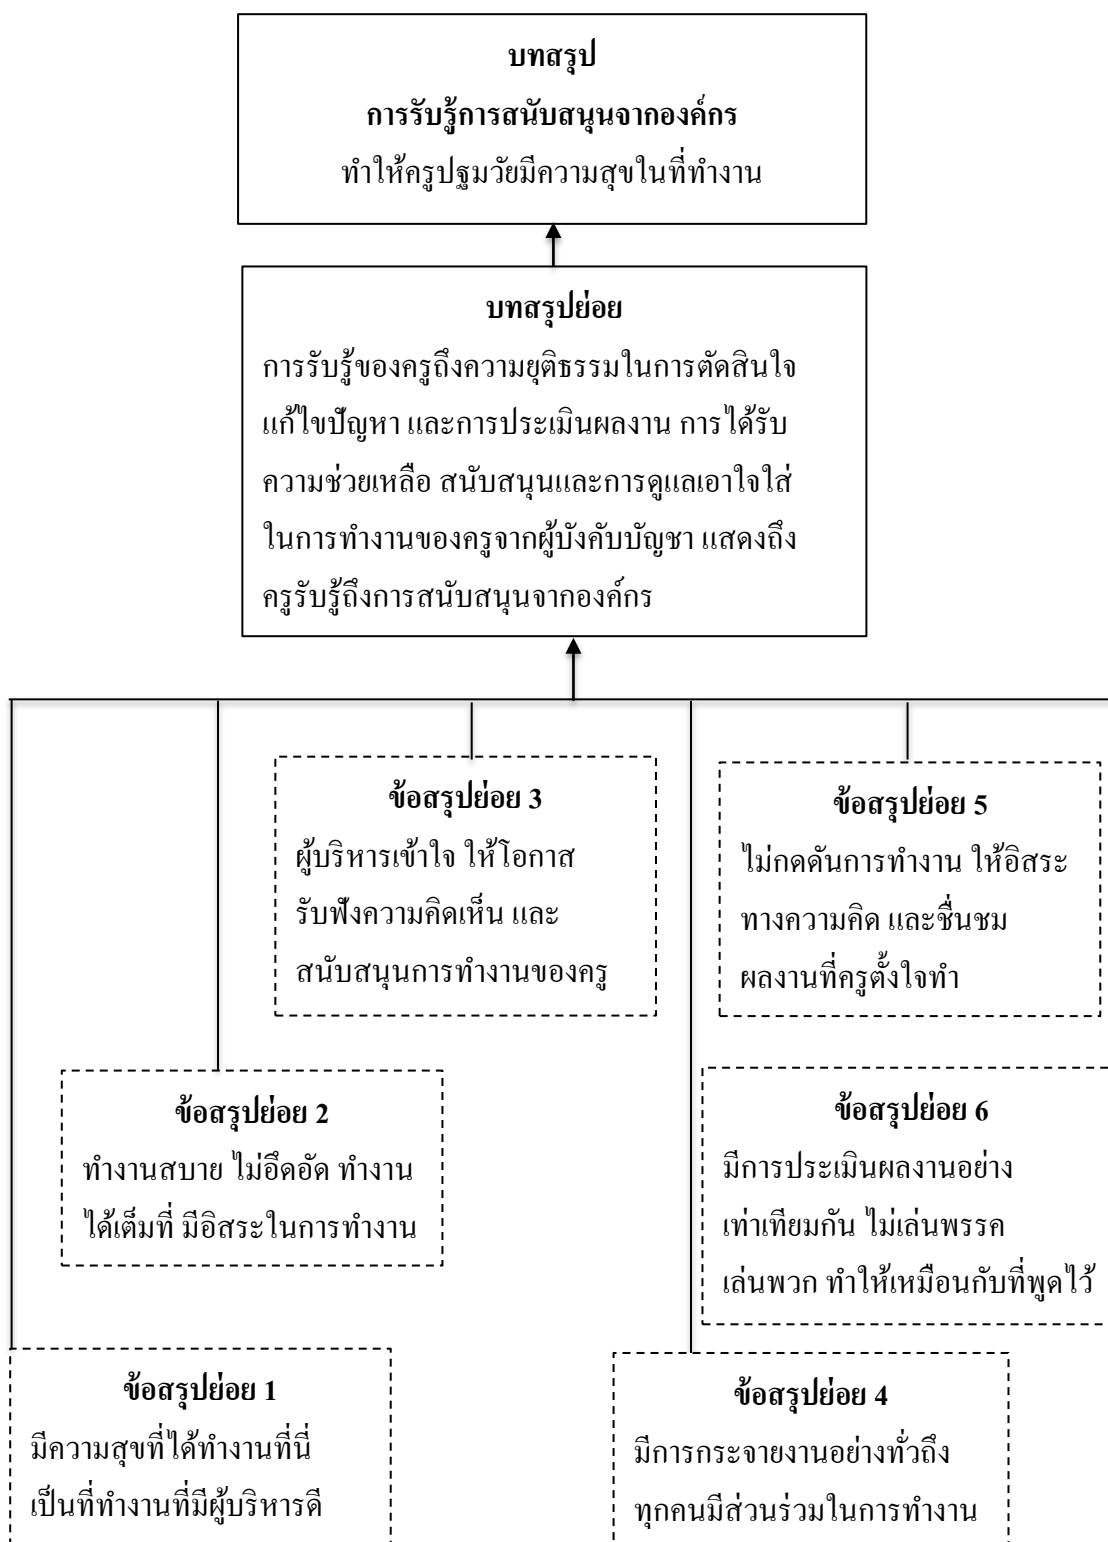 บทสรุป
การรับรู้การสนับสนุนจากองค์กร
ทำให้ครูปฐมวัยมีความสุขในที่ทำงาน
บทสรุปย่อย
การรับรู้ของครูถึงความยุติธรรมในการตัดสินใจ
แก้ไขปัญหา และการประเมินผลงาน การได้รับ
ความช่วยเหลือ สนับสนุนและการดูแลเอาใจใส่
ในการทำงานของครูจากผู้บังคับบัญชา แสดงถึง
ครูรับรู้ถึงการสนับสนุนจากองค์กร
ข้อสรุปย่อย 3
ผู้บริหารเข้าใจ ให้โอกาส
รับฟังความคิดเห็น และ
สนับสนุนการทำงานของครู
ข้อสรุปย่อย 5
ไม่กดดันการทำงาน ให้อิสระ
ทางความคิด และชื่นชม
ผลงานที่ครูตั้งใจทำ
ข้อสรุปย่อย 2
ทำงานสบาย ไม่อึดอัด ทำงาน
ได้เต็มที่ มีอิสระในการทำงาน
ข้อสรุปย่อย 6
มีการประเมินผลงานอย่าง
เท่าเทียมกัน ไม่เล่นพรรค
เล่นพวก ทำให้เหมือนกับที่พูดไว้
ข้อสรุปย่อย 1
มีความสุขที่ได้ทำงานที่นี่
เป็นที่ทำงานที่มีผู้บริหารดี
ข้อสรุปย่อย 4
มีการกระจายงานอย่างทั่วถึง
ทุกคนมีส่วนร่วมในการทำงาน